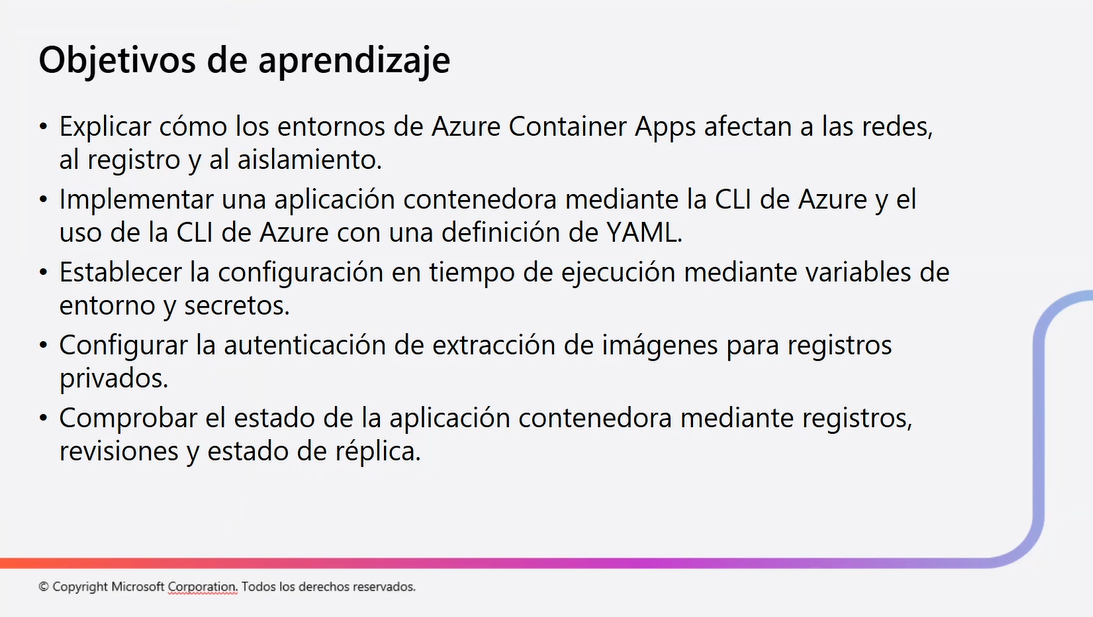 Objetivos de aprendizaje
• Explicar cómo los entornos de Azure Container Apps afectan a las redes,
al registro y al aislamiento.
• Implementar una aplicación contenedora mediante la CLI de Azure y el
uso de la CLI de Azure con una definición de YAML.
• Establecer la configuración en tiempo de ejecución mediante variables de
entorno y secretos.
• Configurar la autenticación de extracción de imágenes para registros
privados.
• Comprobar el estado de la aplicación contenedora mediante registros,
revisiones y estado de réplica.
© Copyright Microsoft Corporation. Todos los derechos reservados.